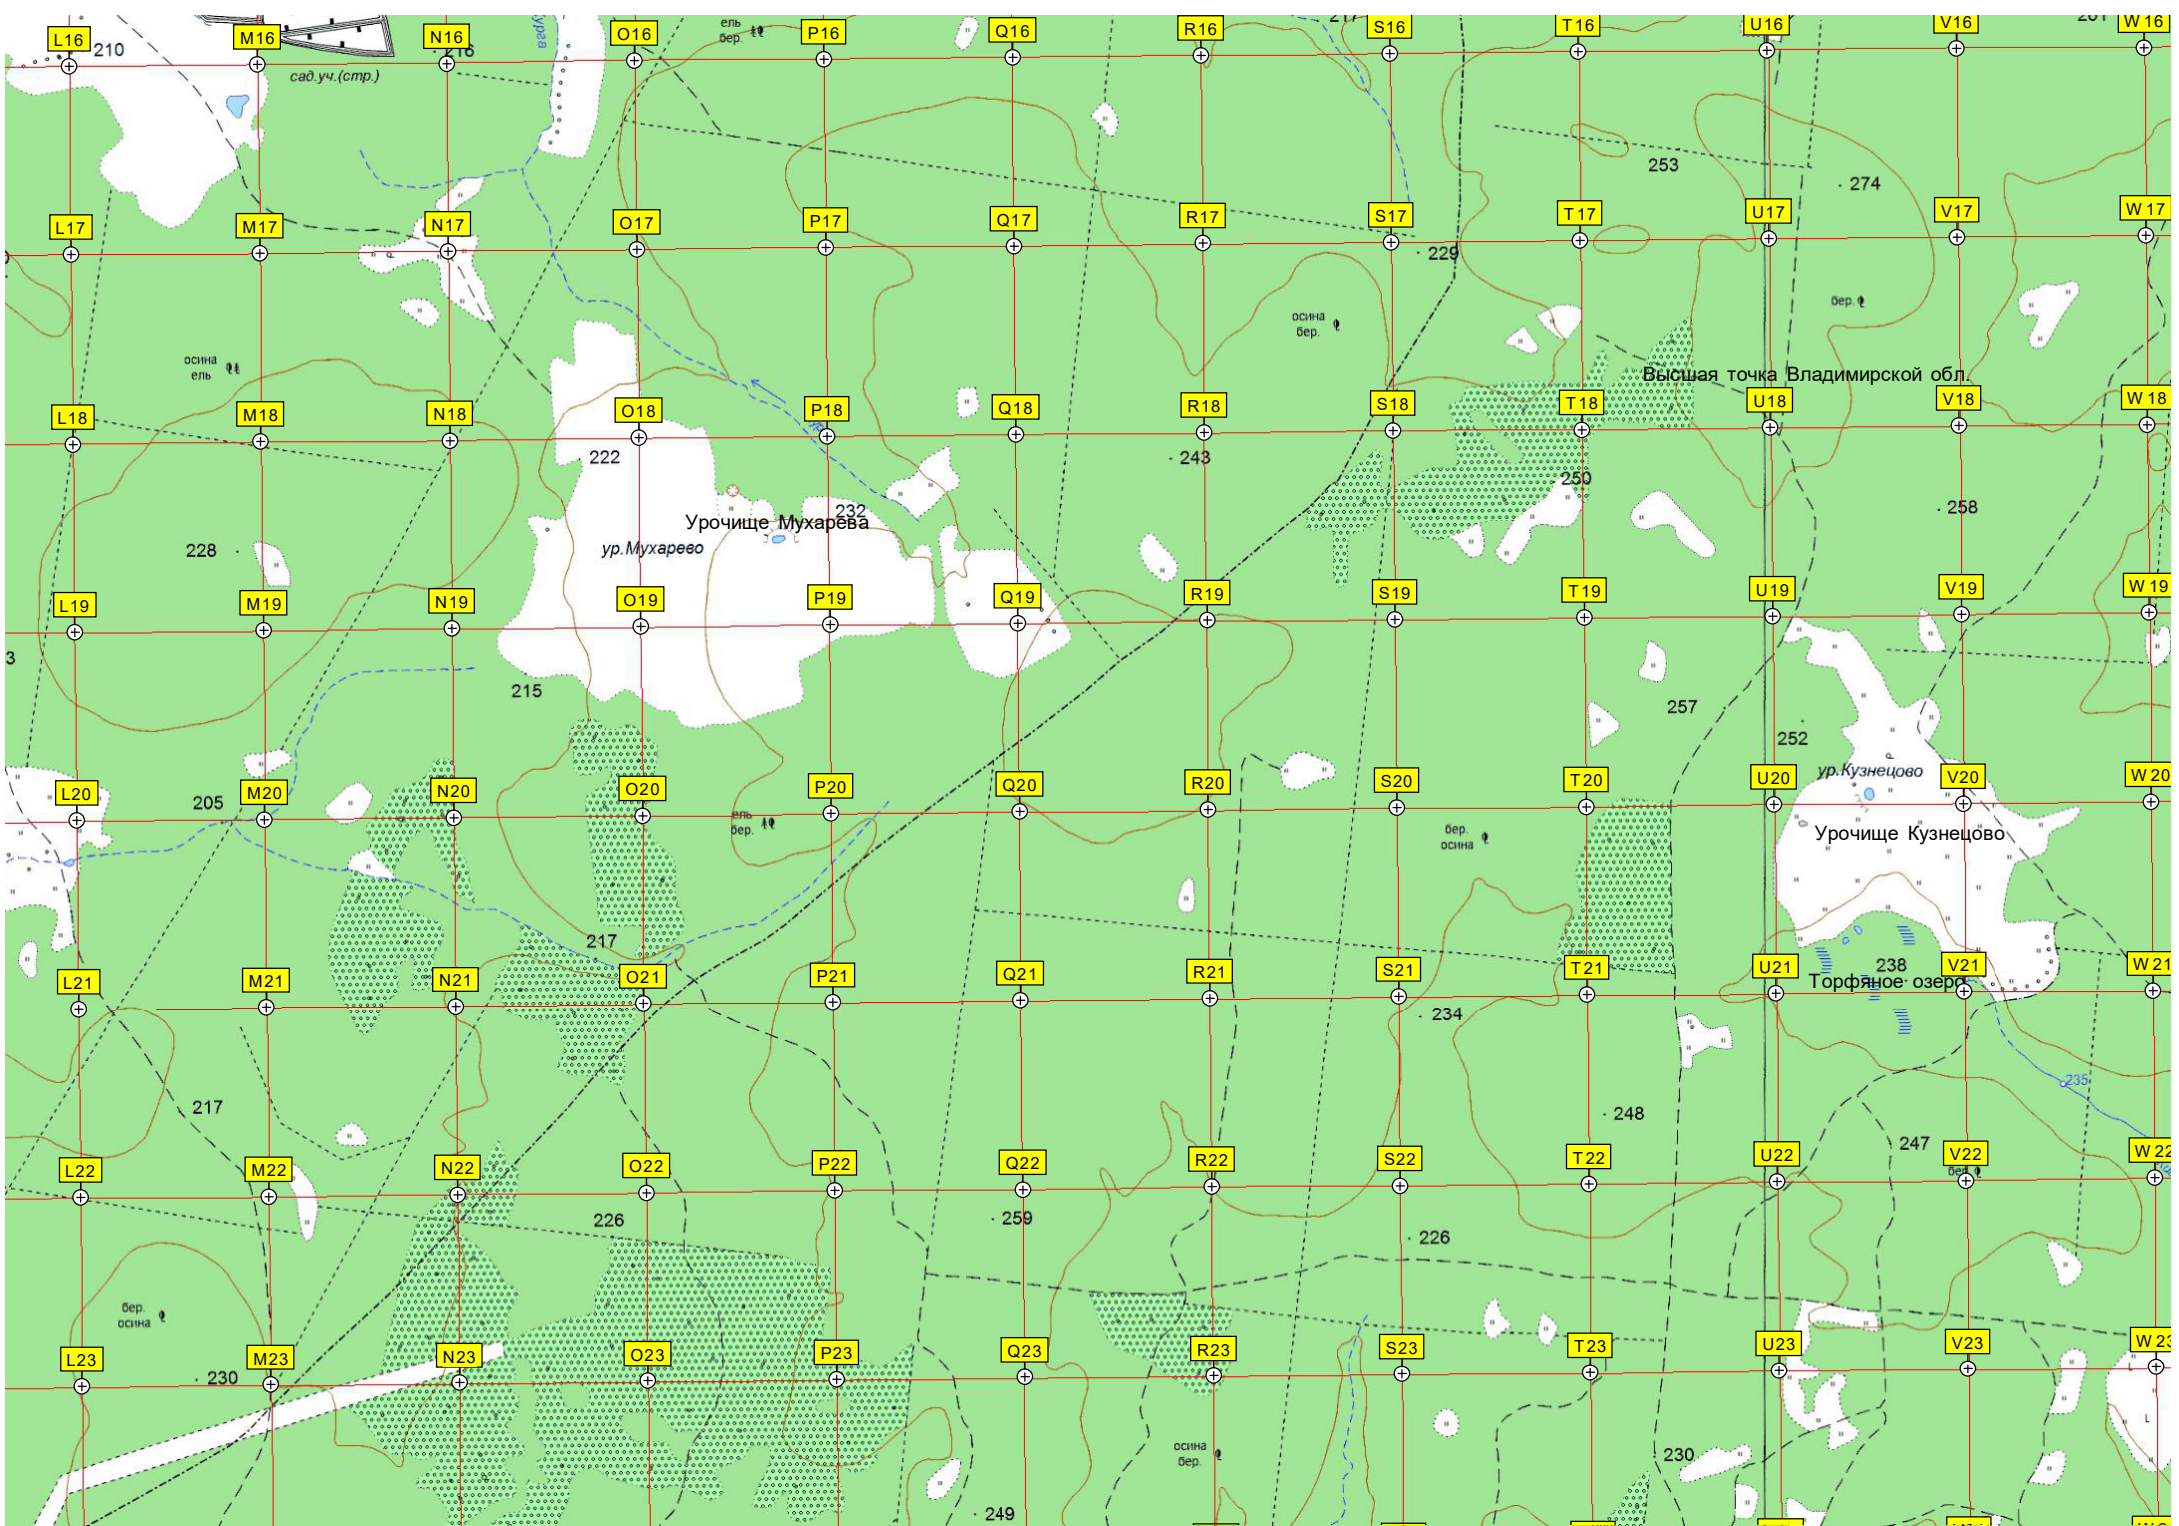 L16
M16
N16
O16
P16
Q16
R16
S16
T16
U16
V16
W16
210
216
217
ель
бер.
сад.уч.(стр.)
253
274
L17
M17
N17
O17
P17
Q17
R17
S17
T17
U17
V17
W17
229
бер.
осина
бер.
осина
ель
Высшая точка Владимирской обл.
L18
M18
N18
O18
P18
Q18
R18
S18
T18
U18
V18
W18
222
243
250
258
232
Урочище Мухарева
ур.Мухарево
228
L19
M19
N19
O19
P19
Q19
R19
S19
T19
U19
V19
W19
3
215
257
252
ур.Кузнецово
L20
M20
N20
O20
P20
Q20
R20
S20
T20
U20
V20
W20
205
ель
бер.
бер.
осина
Урочище Кузнецово
217
238
L21
M21
N21
O21
P21
Q21
R21
S21
T21
U21
V21
W21
Торфяное озеро
234
235
217
248
247
L22
M22
N22
O22
P22
Q22
R22
S22
T22
U22
V22
W22
бер.
226
259
226
бер.
осина
L23
M23
N23
O23
P23
Q23
R23
S23
T23
U23
V23
W23
230
осина
бер.
230
249